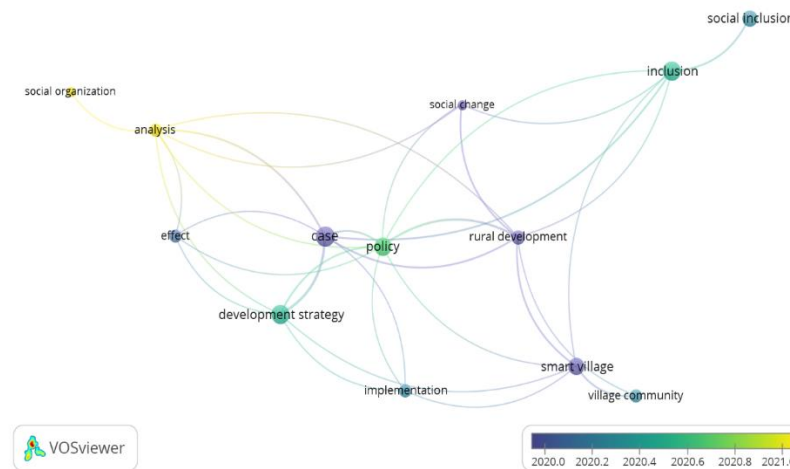 social inclusion
inclusion
social organization
social change
analysis
effect
case
policy
rural development
development strategy
smart village
implementation
village community
VOSviewer
2020.0 2020.2 2020.4 2020.6 2020.8